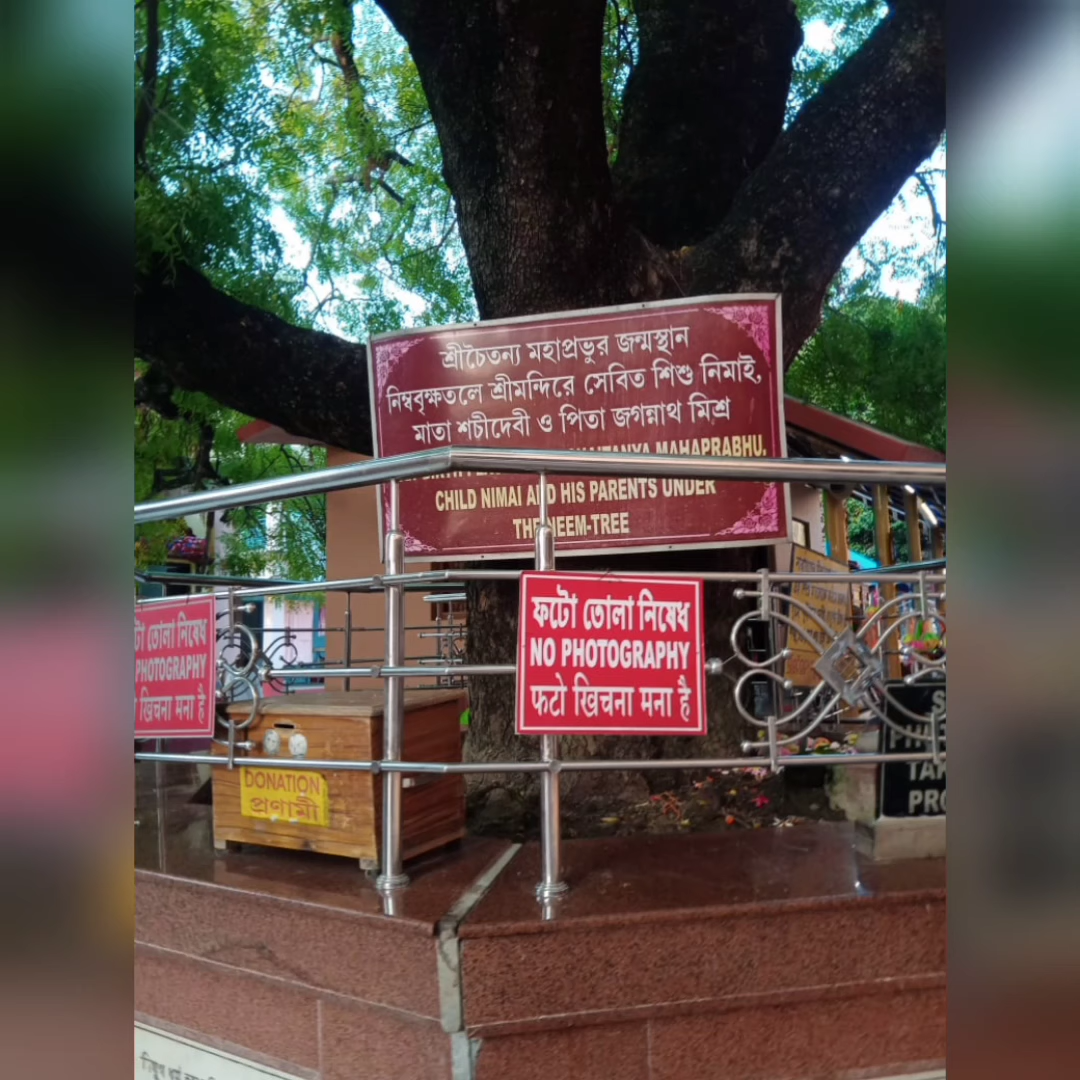 শ্রীচৈতন্য মহাপ্রভুর জন্মস্থান
নিম্ববৃক্ষতলে শ্রীমন্দিরে সেবিত শিশু নিমাই,
মাতা শচীদেবী ও পিতা জগন্নাথ মিশ্র
MAHAPRABHU,
CHILD NIMAI AND HIS PARENTS UNDER
THE NEEM-TREE
ফটো তোলা নিষেধ
NO PHOTOGRAPHY
फटो खिचना मना है
তোলা নিষেধ
PHOTOGRAPHY
खिचना मना है
DONATION
প্রণামী